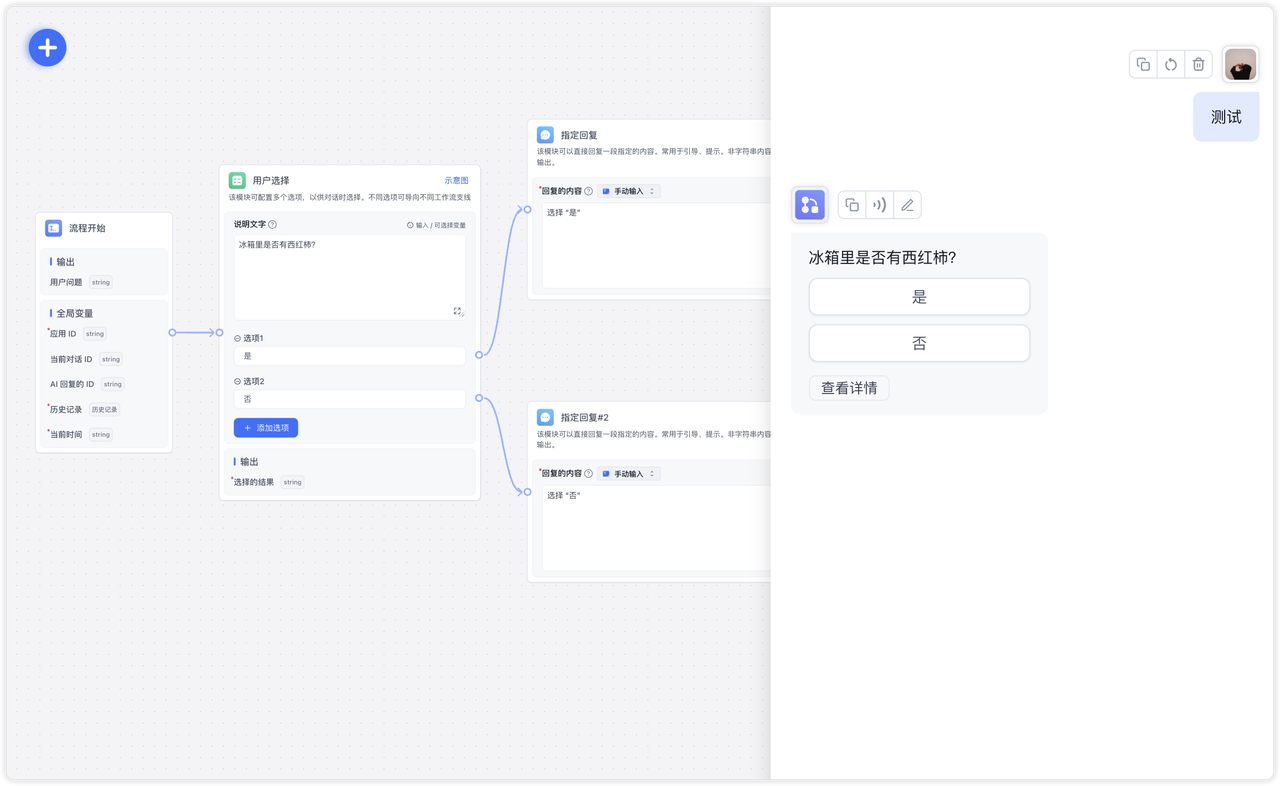 流程开始
输出
用户问题 string
全局变量
*应用 ID string
当前对话 ID string
AI 回复的 ID string
*历史记录 历史记录
*当前时间 string
用户选择 示意图
该模块可配置多个选项，以供对话时选择。不同选项可导向不同工作流支线
说明文字 输入 / 可选择变量
冰箱里是否有西红柿?
选项1
是
选项2
否
+ 添加选项
输出
*选择的结果 string
指定回复
该模块可以直接回复一段指定的内容。常用于引导、提示。非字符串内容
输出。
*回复的内容 手动输入
选择 “是”
指定回复#2
该模块可以直接回复一段指定的内容。常用于引导、提示。非字符串内容
输出。
*回复的内容 手动输入
选择 “否”
测试
冰箱里是否有西红柿?
是
否
查看详情